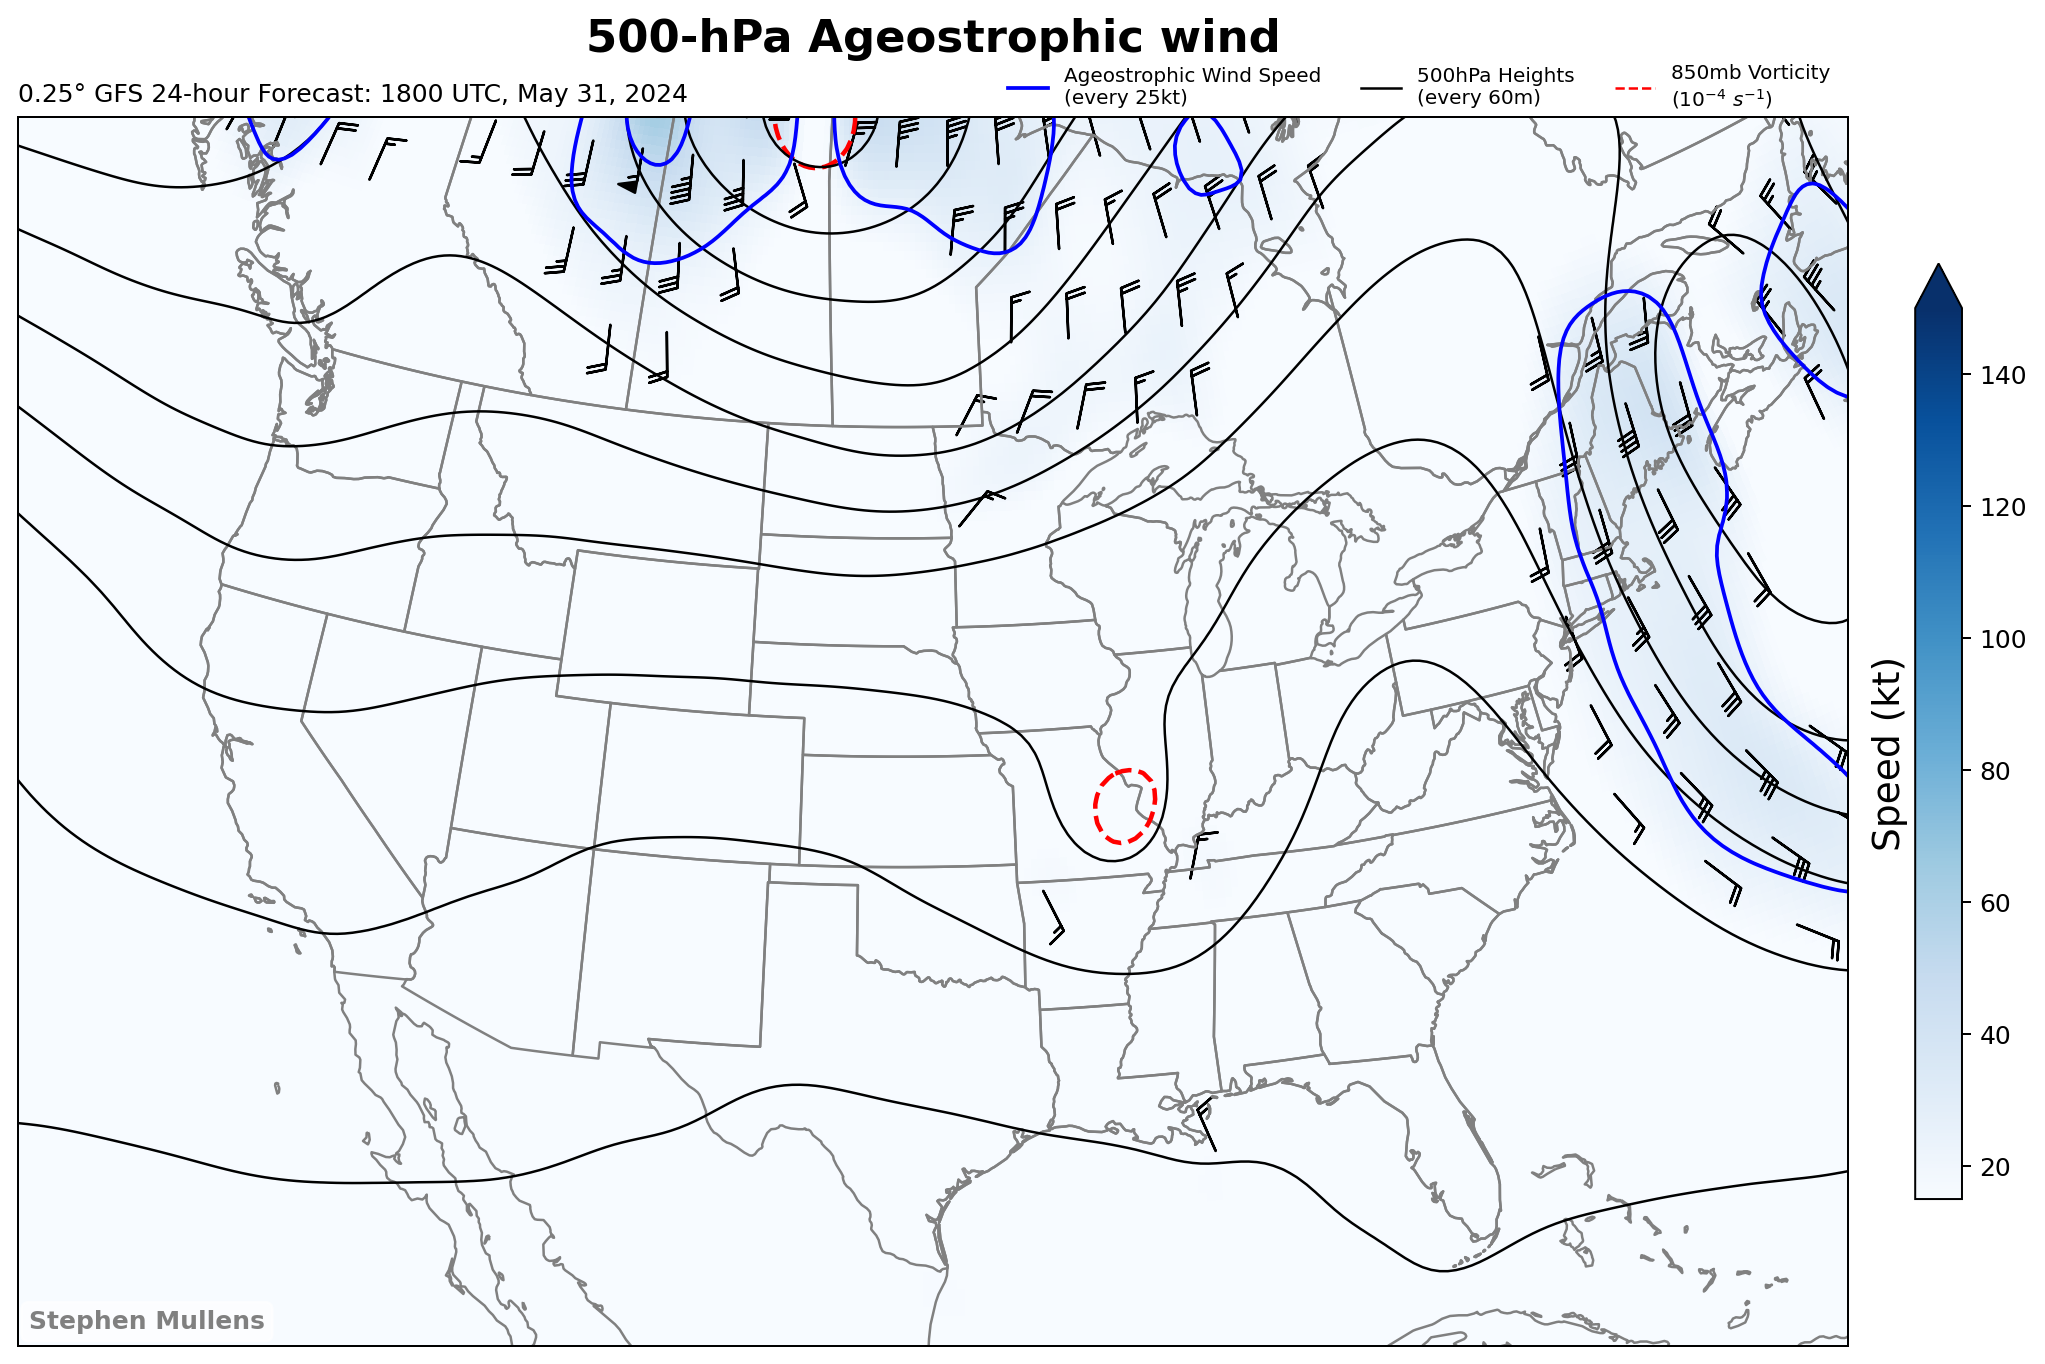 500-hPa Ageostrophic wind
0.25° GFS 24-hour Forecast: 1800 UTC, May 31, 2024
Ageostrophic Wind Speed
(every 25kt)
500hPa Heights
(every 60m)
850mb Vorticity
(10⁻⁴ s⁻¹)
140
120
100
80
60
40
20
Speed (kt)
Stephen Mullens